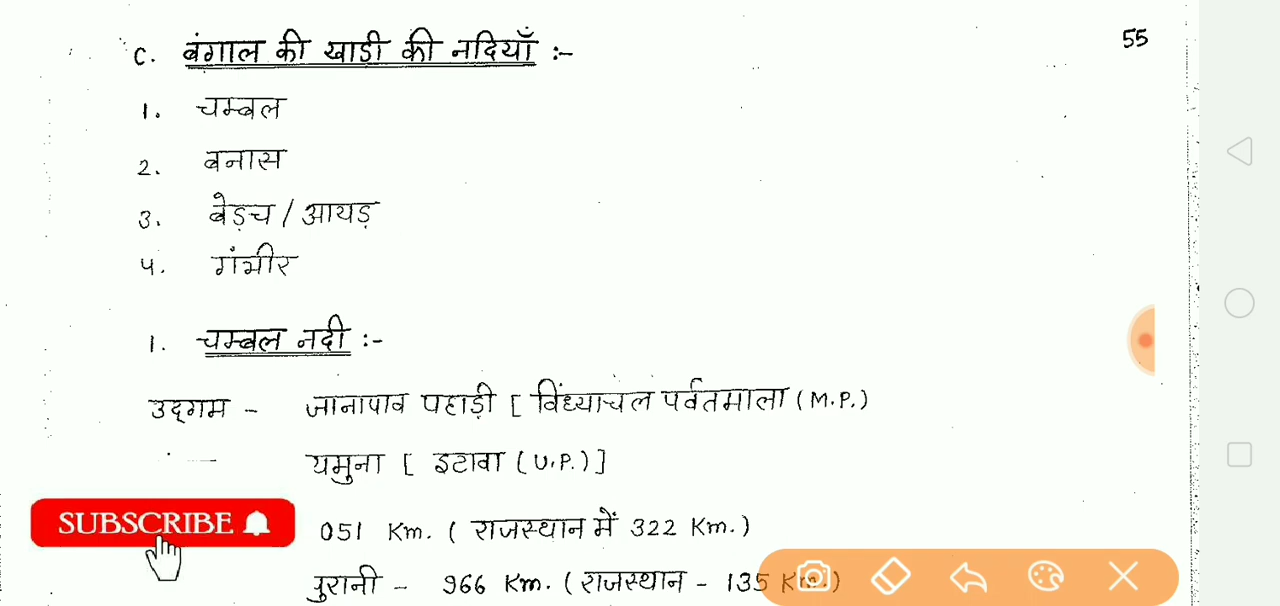 C. बंगाल की खाडी की नदियाँ :-
55
1. चम्बल
2. बनास
3. बेड़च / आयड़
4. गंभीर
1. चम्बल नदी :-
उद्गम - जानापाव पहाड़ी [ विंध्याचल पर्वतमाला (M.P.)
यमुना [ इटावा (U.P.)]
SUBSCRIBE
051 Km. ( राजस्थान में 322 Km.)
पुरानी - 966 Km. ( राजस्थान - 135 Km.)